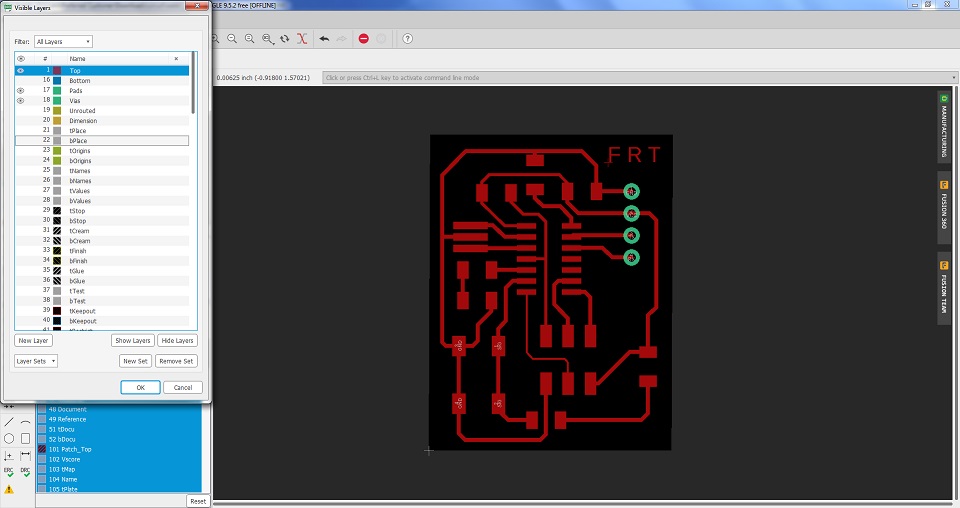 Visible Layers
GLE 9.5.2 free [OFFLINE]
Filter: All Layers
# Name
1 Top
16 Bottom
17 Pads
18 Vias
19 Unrouted
20 Dimension
21 tPlace
22 bPlace
23 tOrigins
24 bOrigins
25 tNames
26 bNames
27 tValues
28 bValues
29 tStop
30 bStop
31 tCream
32 bCream
33 tFinish
34 bFinish
35 tGlue
36 bGlue
37 tTest
38 bTest
39 tKeepout
40 bKeepout
New Layer Show Layers Hide Layers
Layer Sets New Set Remove Set
OK Cancel
48 Document
49 Reference
51 tDocu
52 bDocu
101 Patch_Top
102 Vscore
103 tMap
104 Name
105 tPlate
ERC DRC
Reset
0.00625 inch (-0.91800 1.57021)
Click or press Ctrl+L key to activate command line mode
FRT
GND
GND
MANUFACTURING
FUSION 360
FUSION TEAM